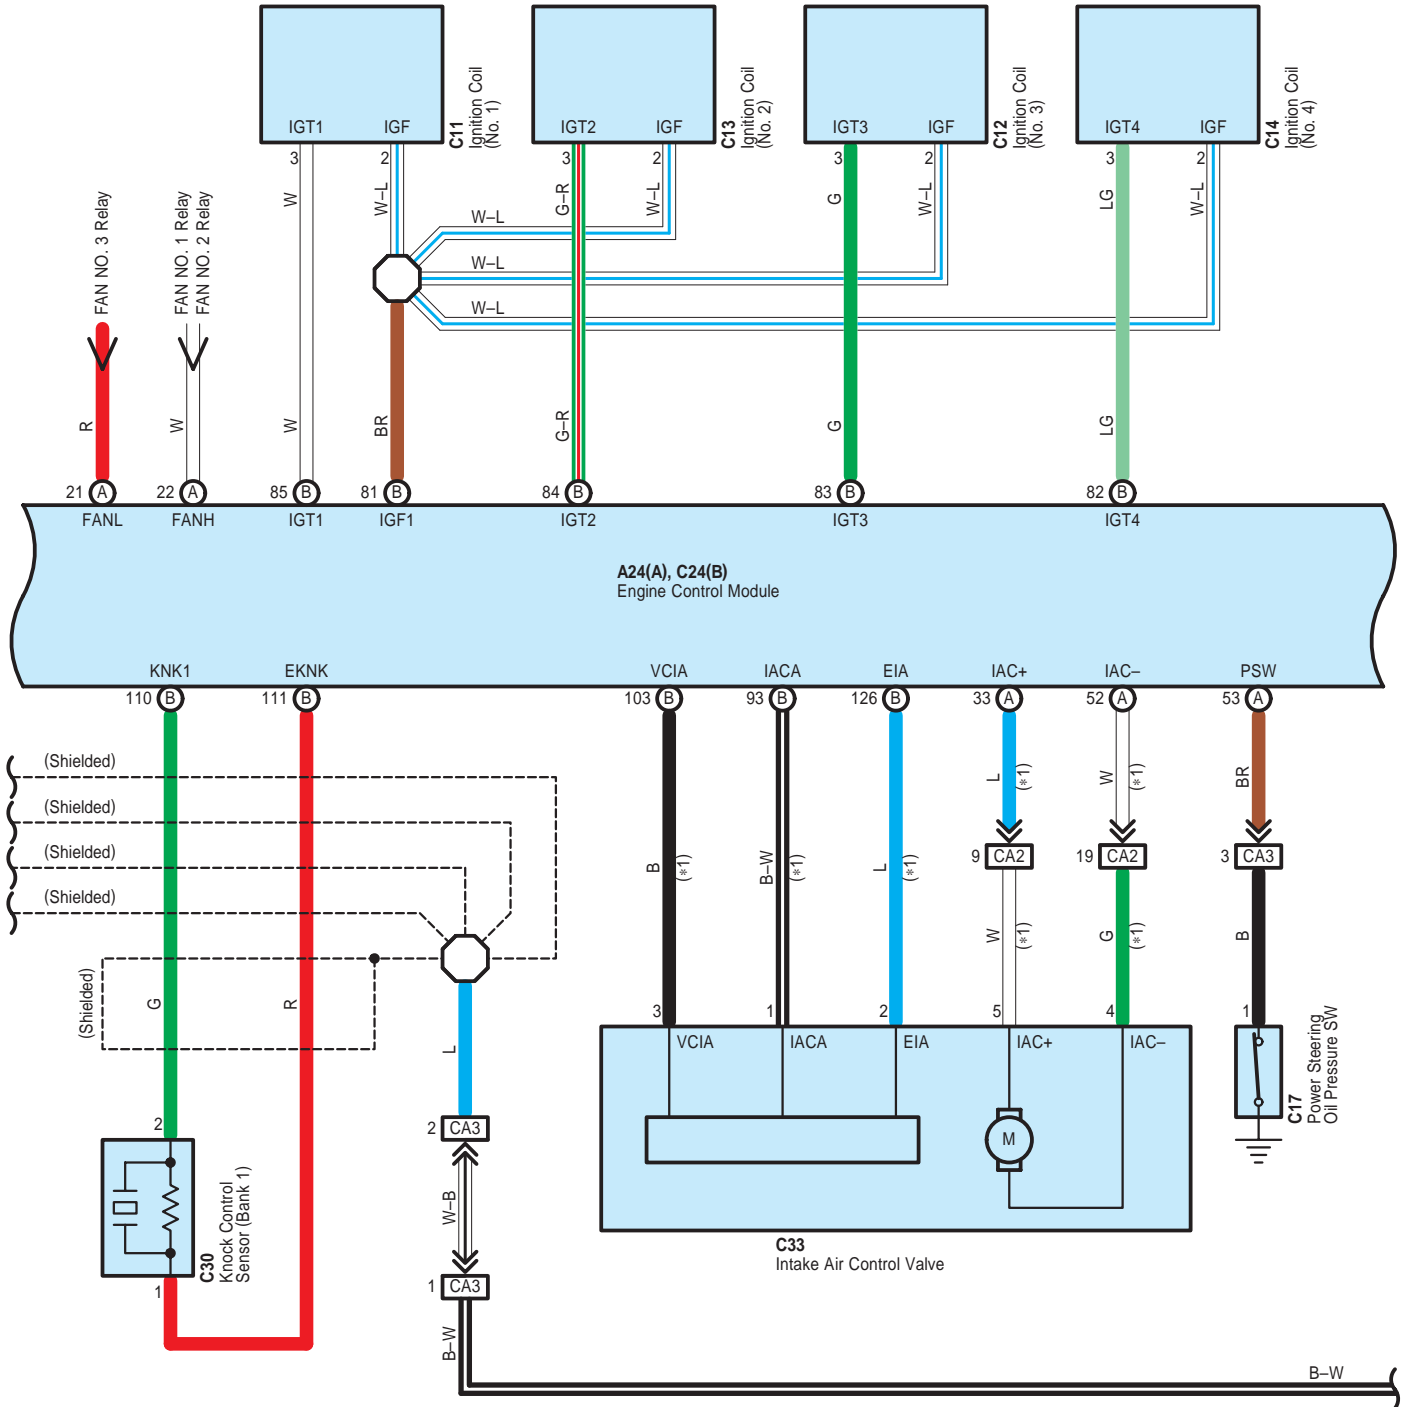 IGT1 IGF
3 2
C11
Ignition Coil
(No. 1)
IGT2 IGF
3 2
C13
Ignition Coil
(No. 2)
IGT3 IGF
3 2
C12
Ignition Coil
(No. 3)
IGT4 IGF
3 2
C14
Ignition Coil
(No. 4)
W
W–L
G–R
W–L
G
W–L
LG
W–L
W–L
W–L
W–L
FAN NO. 3 Relay
FAN NO. 1 Relay
FAN NO. 2 Relay
R
W
W
BR
G–R
G
LG
21 A
22 A
85 B
81 B
84 B
83 B
82 B
FANL FANH IGT1 IGF1 IGT2 IGT3 IGT4
A24(A), C24(B)
Engine Control Module
KNK1 EKNK VCIA IACA EIA IAC+ IAC– PSW
110 B
111 B
103 B
93 B
126 B
33 A
52 A
53 A
(Shielded)
(Shielded)
(Shielded)
(Shielded)
(Shielded)
G
R
L
B
(*1)
B–W
(*1)
L
(*1)
L
(*1)
W
(*1)
BR
9 CA2
19 CA2
3 CA3
W
(*1)
G
(*1)
B
3 1 2 5 4 1
VCIA IACA EIA IAC+ IAC–
M
C33
Intake Air Control Valve
C17
Power Steering
Oil Pressure SW
2
1
C30
Knock Control
Sensor (Bank 1)
2 CA3
W–B
1 CA3
B–W
B–W